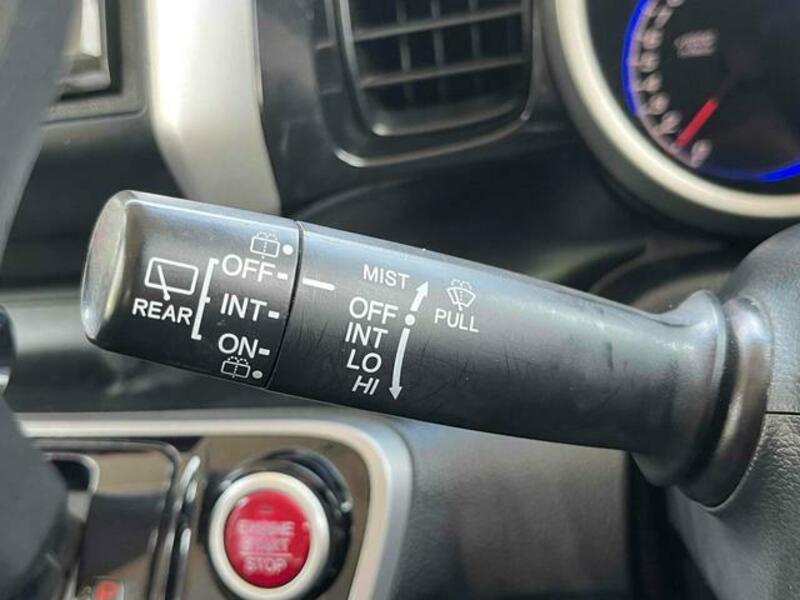 REAR
OFF
INT
ON
MIST
OFF
INT
LO
HI
PULL
ENGINE
START
STOP